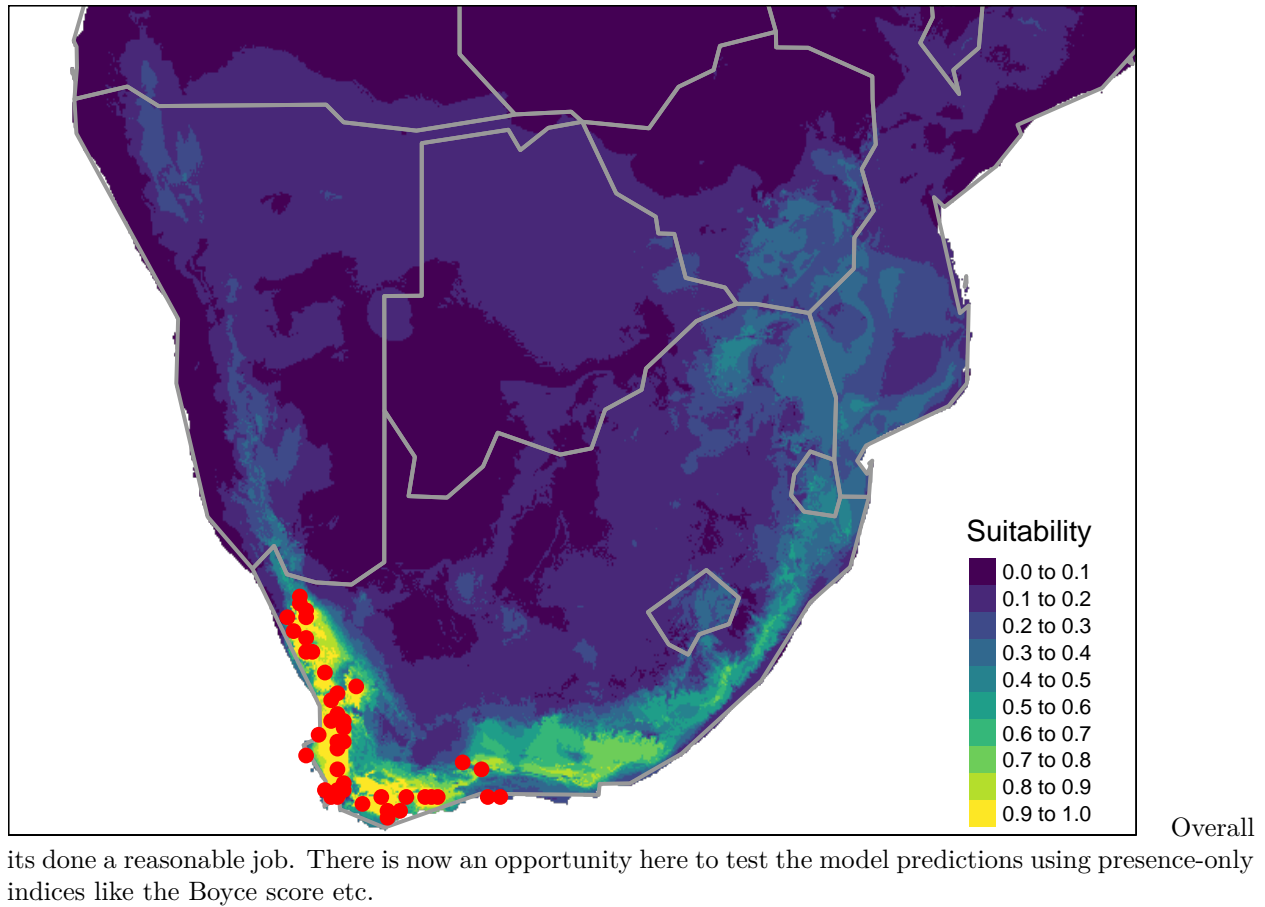 Suitability
0.0 to 0.1
0.1 to 0.2
0.2 to 0.3
0.3 to 0.4
0.4 to 0.5
0.5 to 0.6
0.6 to 0.7
0.7 to 0.8
0.8 to 0.9
0.9 to 1.0
Overall
its done a reasonable job. There is now an opportunity here to test the model predictions using presence-only
indices like the Boyce score etc.